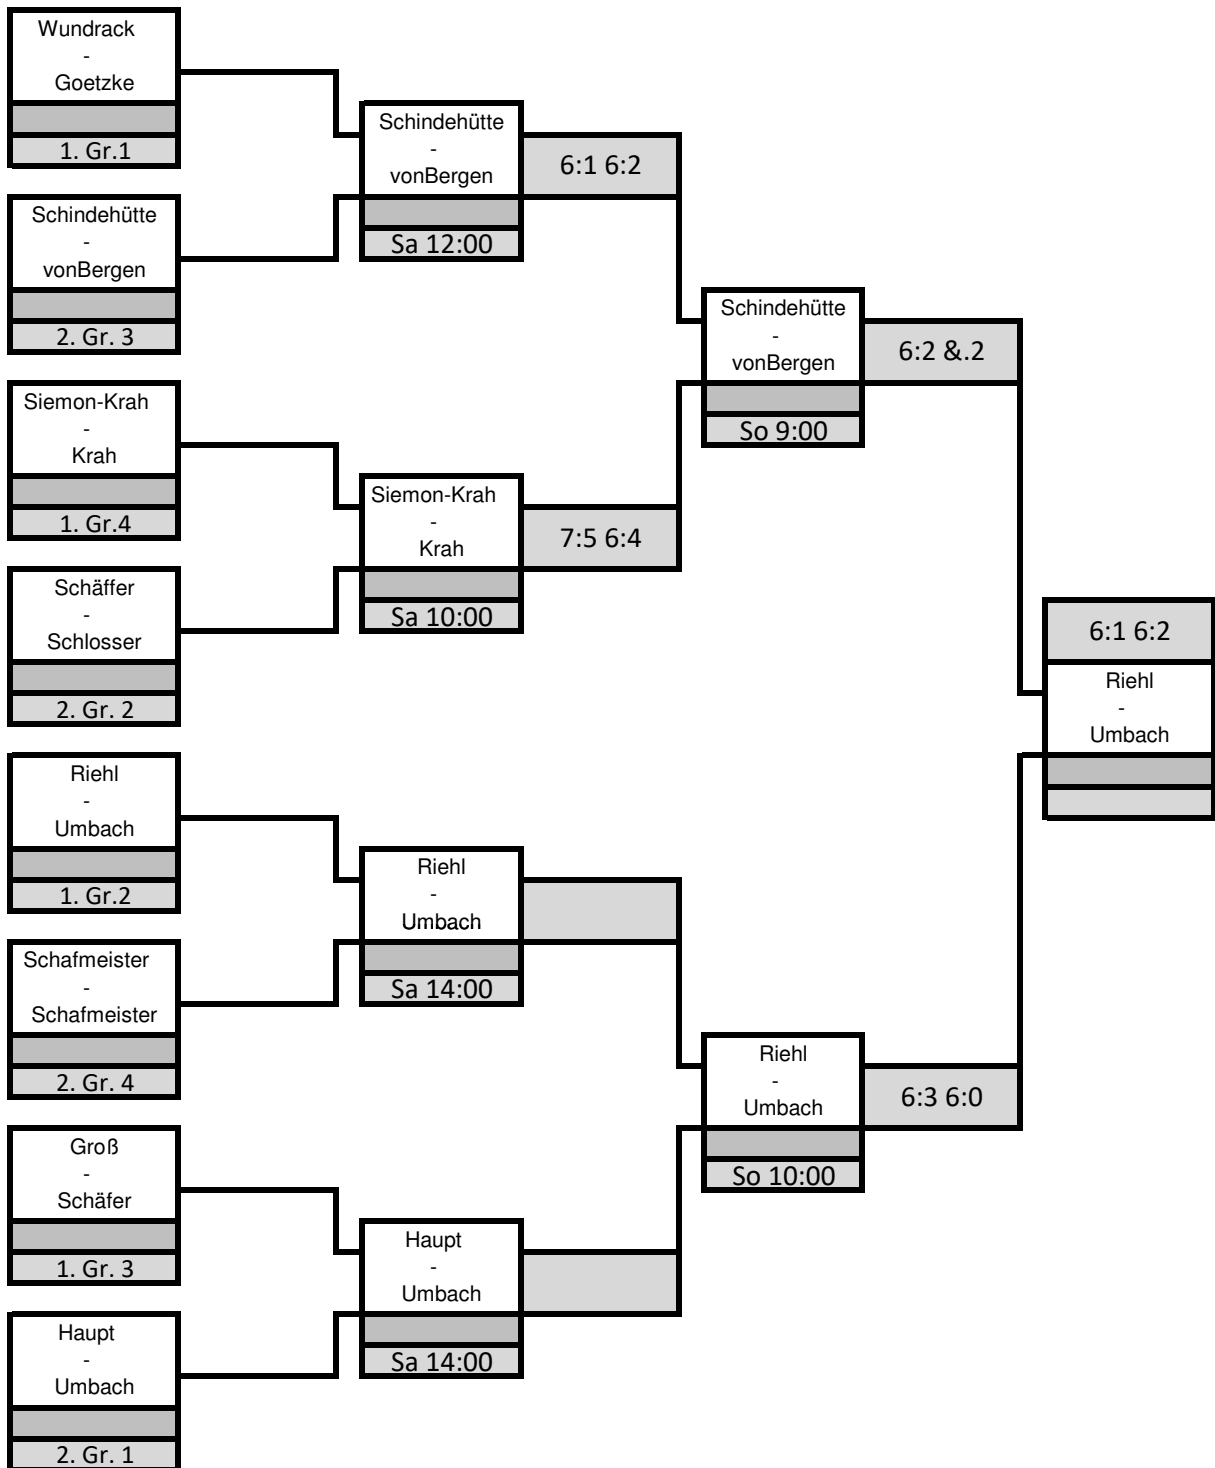 Wundrack
-
Goetzke
1. Gr.1
Schindehütte
-
vonBergen
2. Gr. 3
Siemon-Krah
-
Krah
1. Gr.4
Schäffer
-
Schlosser
2. Gr. 2
Riehl
-
Umbach
1. Gr.2
Schafmeister
-
Schafmeister
2. Gr. 4
Groß
-
Schäfer
1. Gr. 3
Haupt
-
Umbach
2. Gr. 1
Schindehütte
-
vonBergen
Sa 12:00
6:1 6:2
Siemon-Krah
-
Krah
Sa 10:00
7:5 6:4
Riehl
-
Umbach
Sa 14:00
Haupt
-
Umbach
Sa 14:00
Schindehütte
-
vonBergen
So 9:00
6:2 &.2
Riehl
-
Umbach
So 10:00
6:3 6:0
6:1 6:2
Riehl
-
Umbach